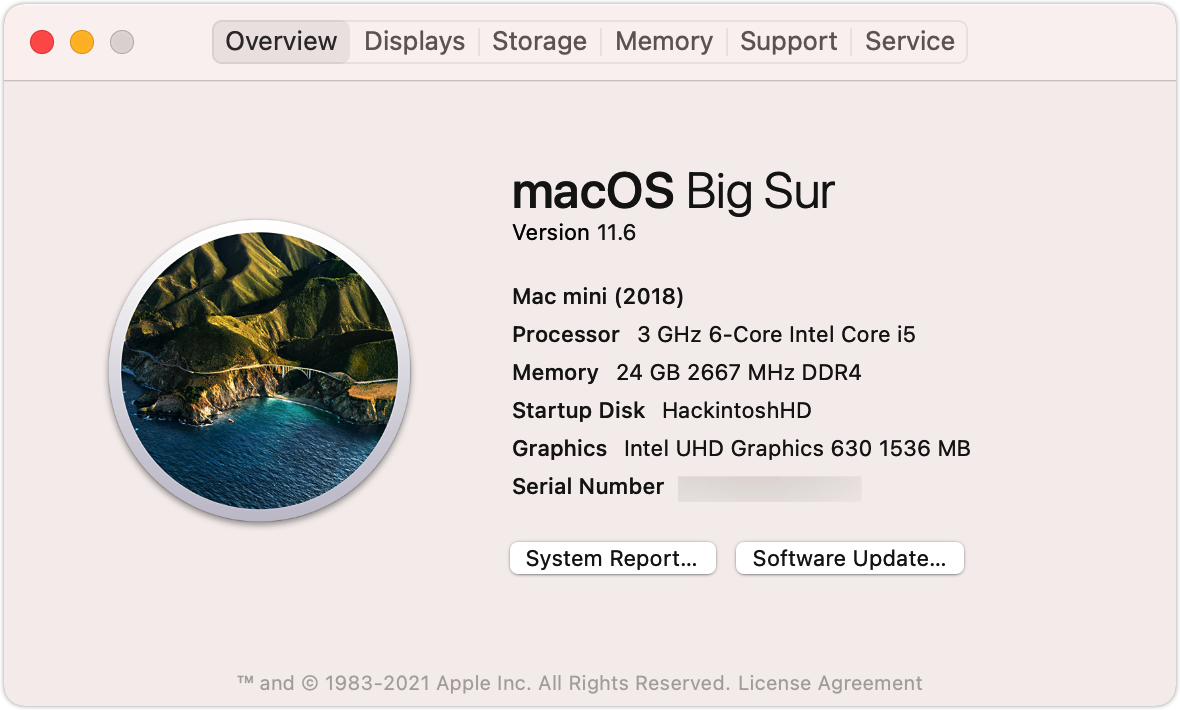 Overview Displays Storage Memory Support Service
macOS Big Sur
Version 11.6
Mac mini (2018)
Processor 3 GHz 6-Core Intel Core i5
Memory 24 GB 2667 MHz DDR4
Startup Disk HackintoshHD
Graphics Intel UHD Graphics 630 1536 MB
Serial Number
System Report... Software Update...
™ and © 1983-2021 Apple Inc. All Rights Reserved. License Agreement